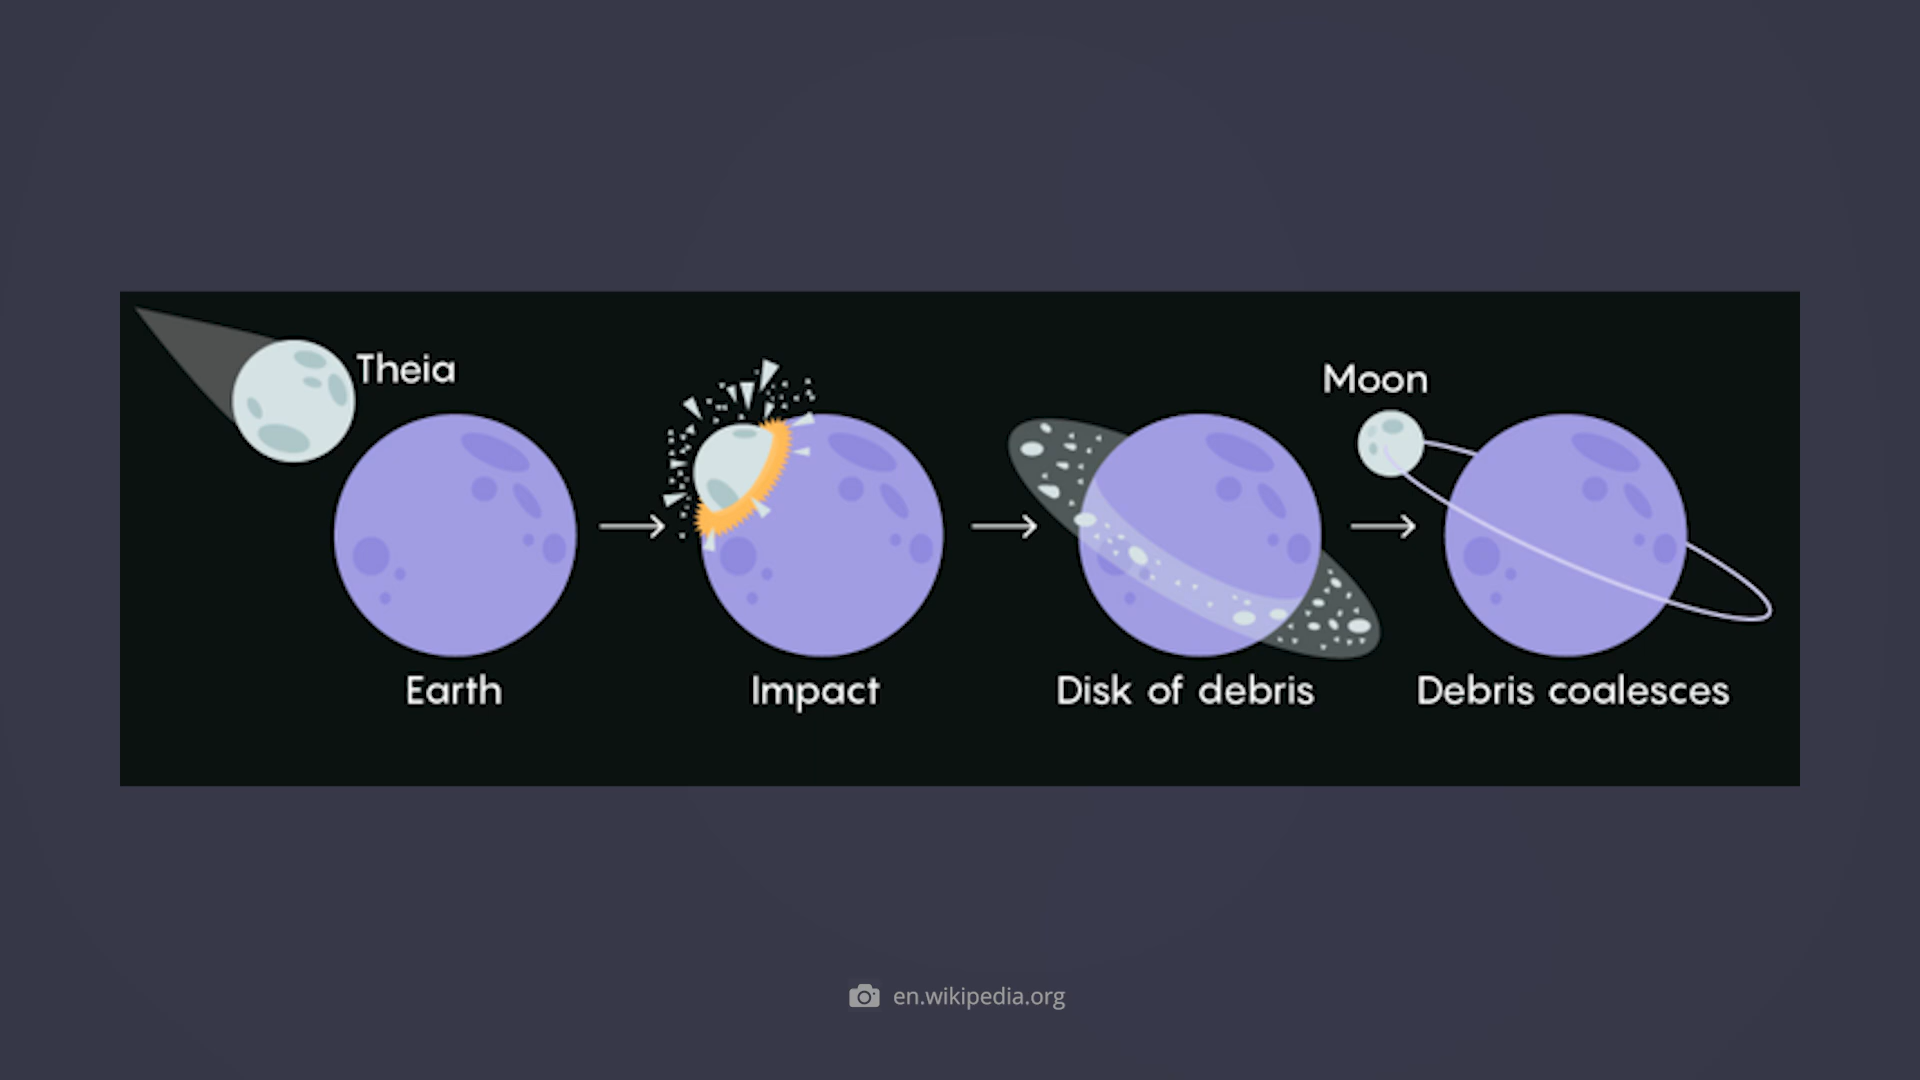 Theia
Moon
Earth
Impact
Disk of debris
Debris coalesces
en.wikipedia.org